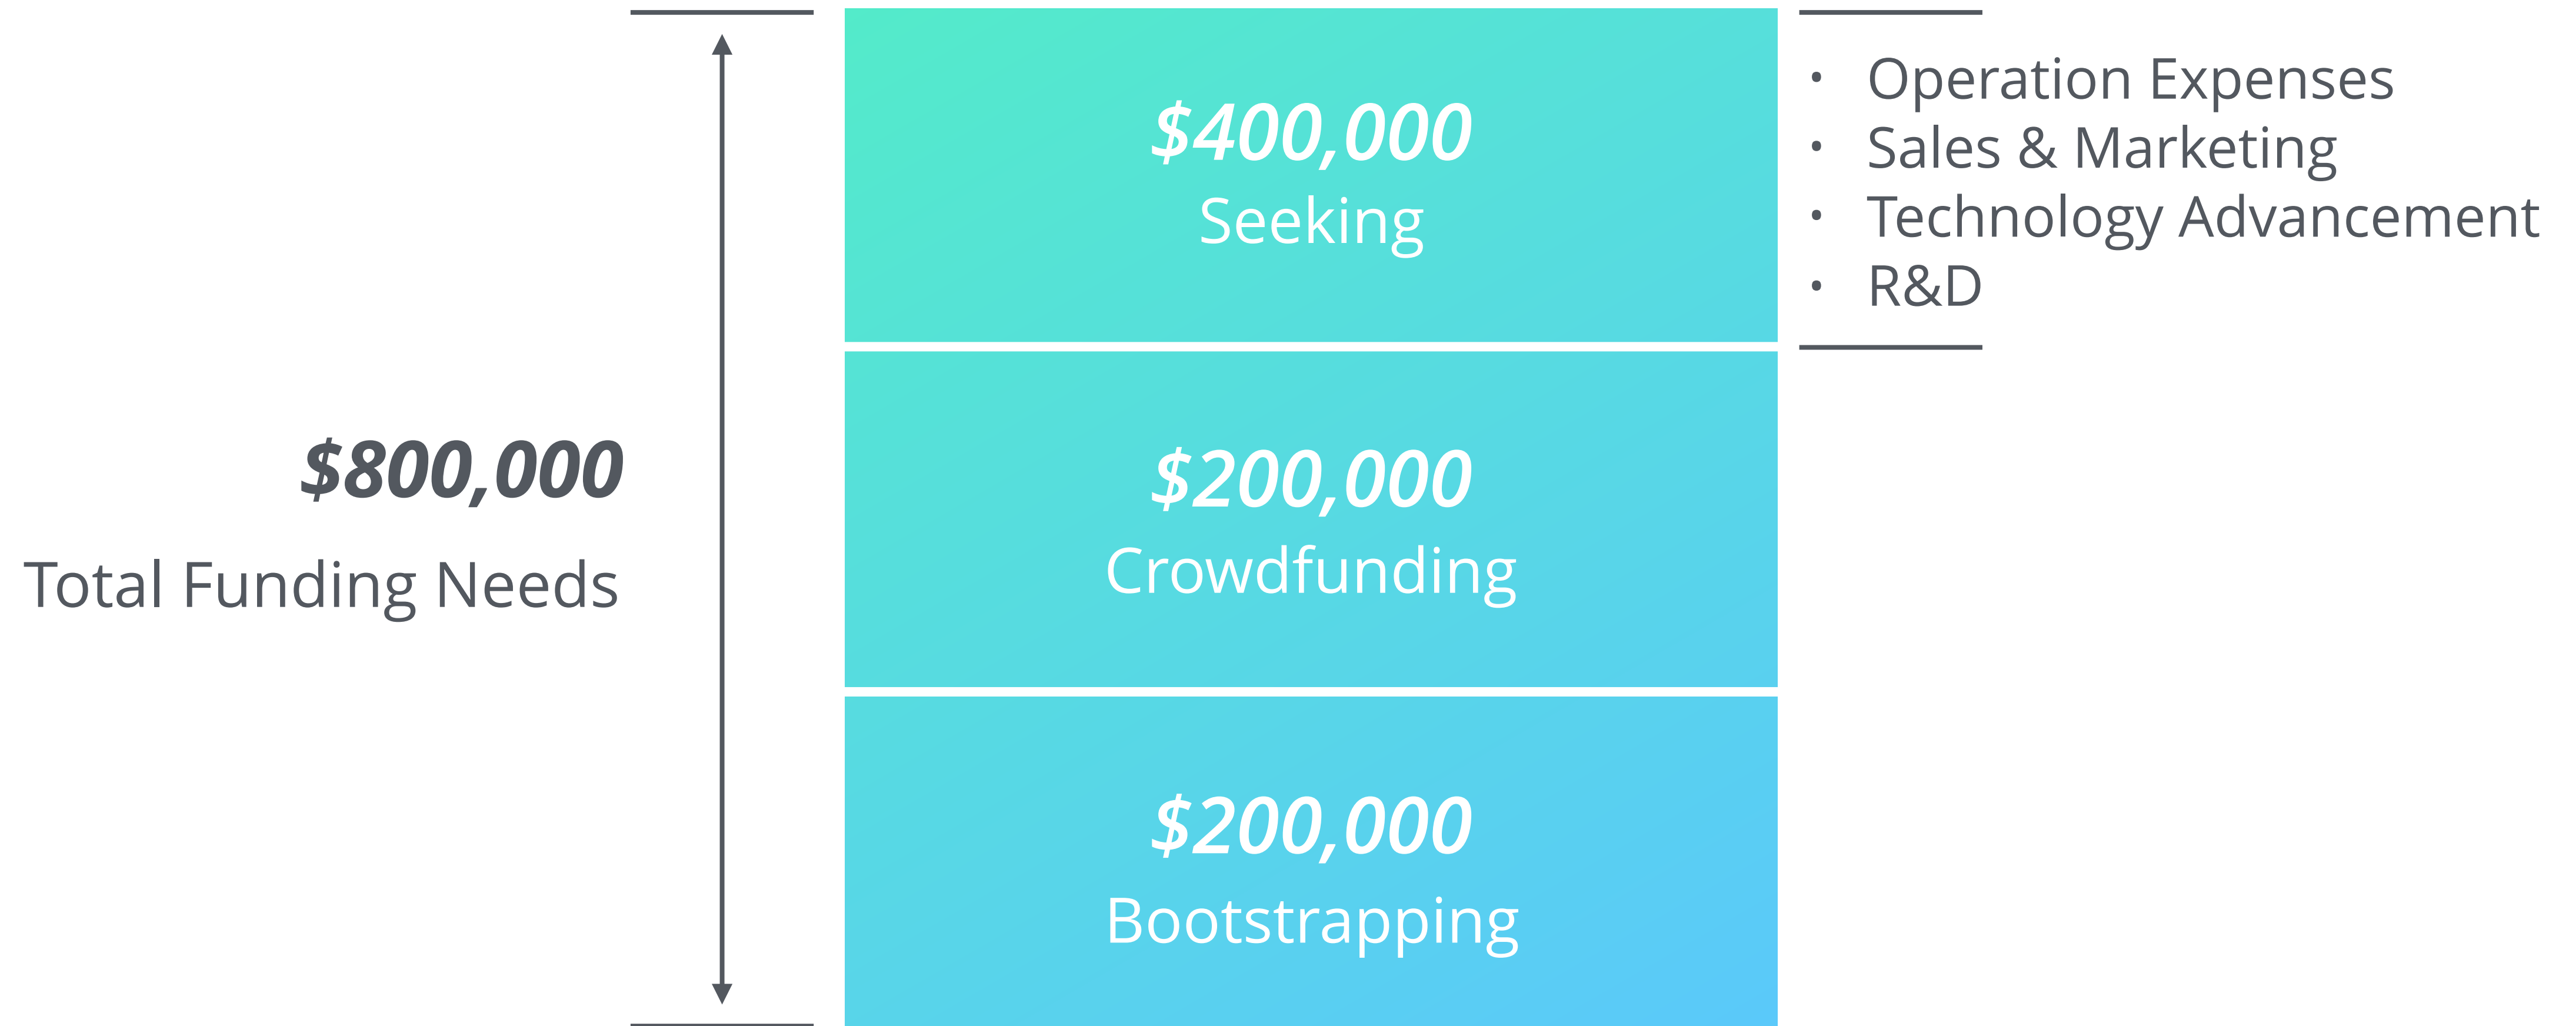 $800,000
Total Funding Needs
$400,000
Seeking
$200,000
Crowdfunding
$200,000
Bootstrapping
• Operation Expenses
• Sales & Marketing
• Technology Advancement
• R&D